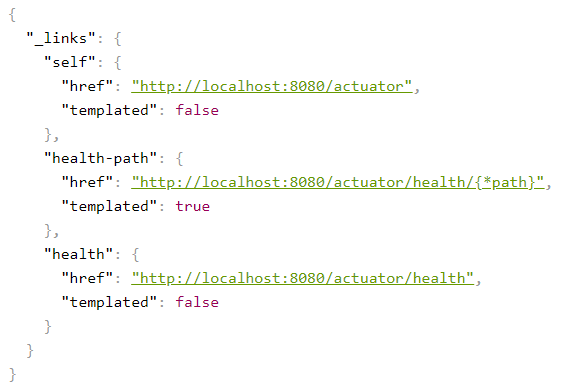 {
  "_links": {
    "self": {
      "href": "http://localhost:8080/actuator",
      "templated": false
    },
    "health-path": {
      "href": "http://localhost:8080/actuator/health/{*path}",
      "templated": true
    },
    "health": {
      "href": "http://localhost:8080/actuator/health",
      "templated": false
    }
  }
}